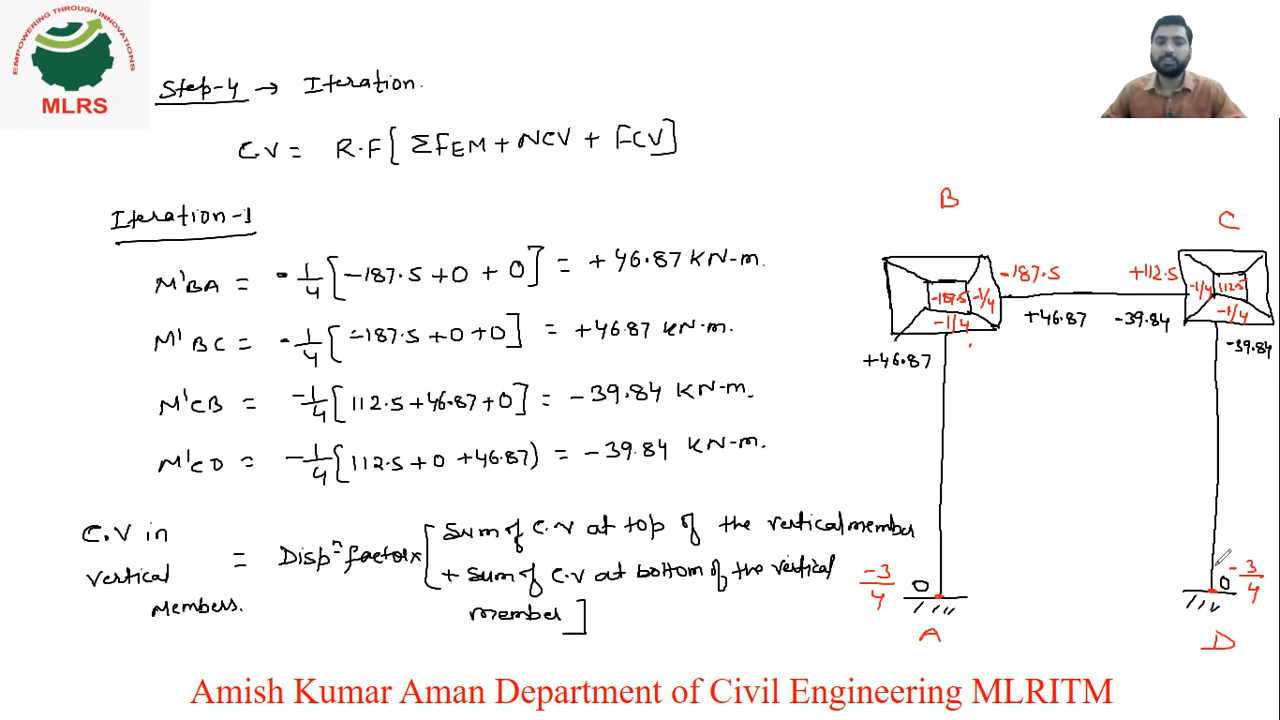 EMPOWERING THROUGH INNOVATIONS
MLRS
Step-4 → Iteration.
C.V = R.F [ ΣFEM + NCV + FCV ]
Iteration-1
M'BA = -1/4 [ -187.5 + 0 + 0 ] = +46.87 KN-m.
M'BC = -1/4 [ -187.5 + 0 + 0 ] = +46.87 KN-m.
M'CB = -1/4 [ 112.5 + 46.87 + 0 ] = -39.84 KN-m.
M'CD = -1/4 [ 112.5 + 0 + 46.87 ) = -39.84 KN-m.
C.V in vertical members. = Dispⁿ factor x [ Sum of C.V at top of the vertical member
+ Sum of C.V at bottom of the vertical
member ]
B
C
-187.5
+112.5
-187.5
-1/4
-1/4
-1/4
112.5
-1/4
+46.87
-39.84
+46.87
-39.84
-3/4
0
0
-3/4
A
D
Amish Kumar Aman Department of Civil Engineering MLRITM